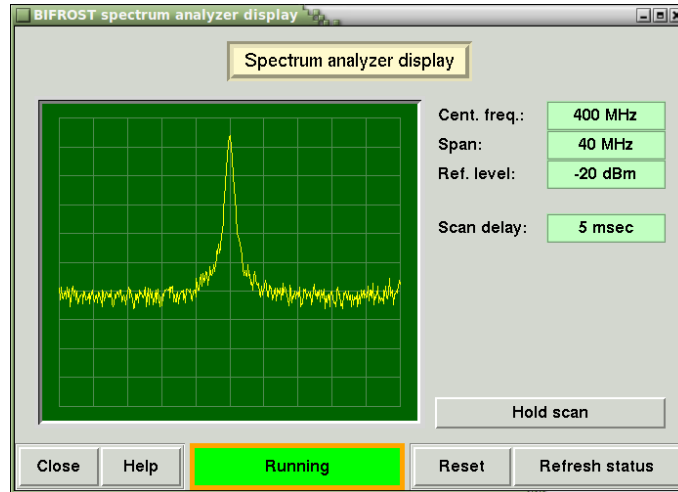 BIFROST spectrum analyzer display
Spectrum analyzer display
Cent. freq.: 400 MHz
Span: 40 MHz
Ref. level: -20 dBm
Scan delay: 5 msec
Hold scan
Close Help Running Reset Refresh status